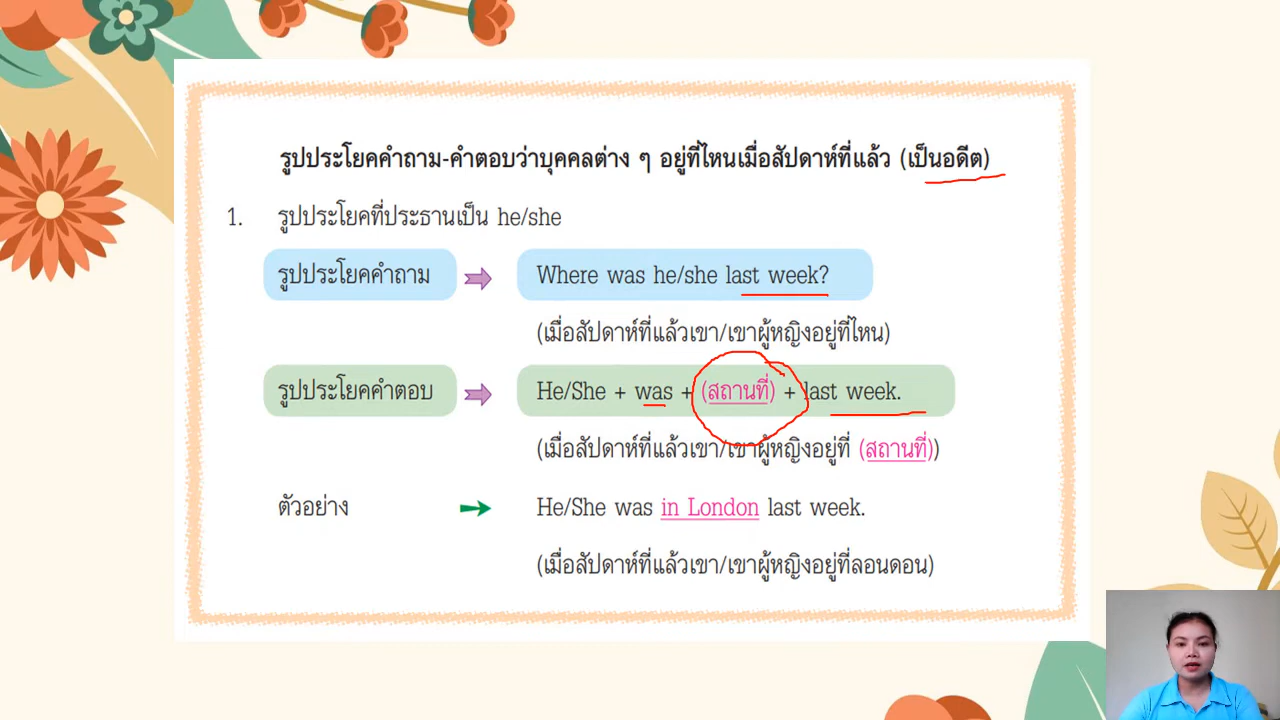 รูปประโยคคำถาม-คำตอบว่าบุคคลต่าง ๆ อยู่ที่ไหนเมื่อสัปดาห์ที่แล้ว (เป็นอดีต)
1. รูปประโยคที่ประธานเป็น he/she
รูปประโยคคำถาม Where was he/she last week?
(เมื่อสัปดาห์ที่แล้วเขา/เขาผู้หญิงอยู่ที่ไหน)
รูปประโยคคำตอบ He/She + was + (สถานที่) + last week.
(เมื่อสัปดาห์ที่แล้วเขา/เขาผู้หญิงอยู่ที่ (สถานที่))
ตัวอย่าง He/She was in London last week.
(เมื่อสัปดาห์ที่แล้วเขา/เขาผู้หญิงอยู่ที่ลอนดอน)